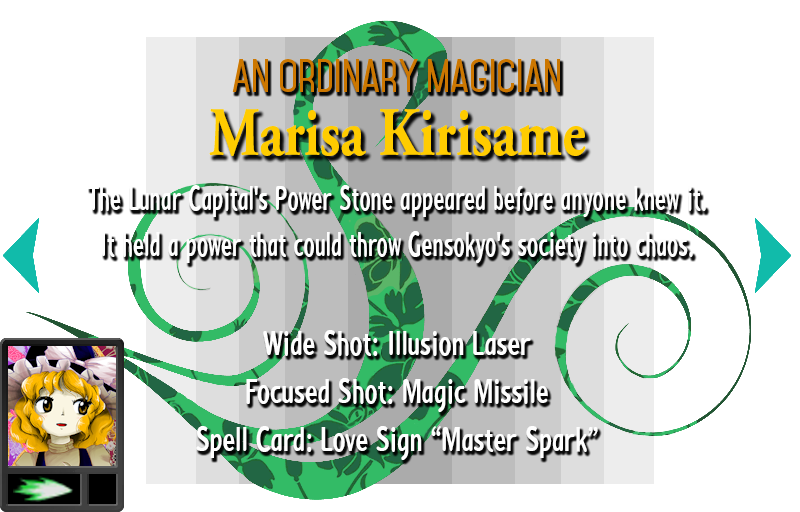 AN ORDINARY MAGICIAN
Marisa Kirisame
The Lunar Capital's Power Stone appeared before anyone knew it.
It held a power that could throw Gensokyo's society into chaos.
Wide Shot: Illusion Laser
Focused Shot: Magic Missile
Spell Card: Love Sign “Master Spark”